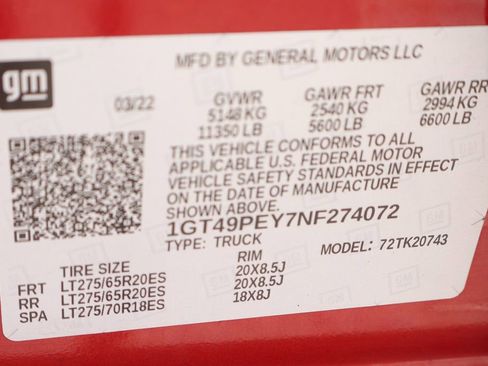 gm
MFD BY GENERAL MOTORS LLC
03/22
GVWR
5148 KG
11350 LB
GAWR FRT
2540 KG
5600 LB
GAWR RR
2994 KG
6600 LB
THIS VEHICLE CONFORMS TO ALL
APPLICABLE U.S. FEDERAL MOTOR
VEHICLE SAFETY STANDARDS IN EFFECT
ON THE DATE OF MANUFACTURE
SHOWN ABOVE.
1GT49PEY7NF274072
TYPE: TRUCK
MODEL: 72TK20743
TIRE SIZE RIM
FRT LT275/65R20ES 20X8.5J
RR LT275/65R20ES 20X8.5J
SPA LT275/70R18ES 18X8J